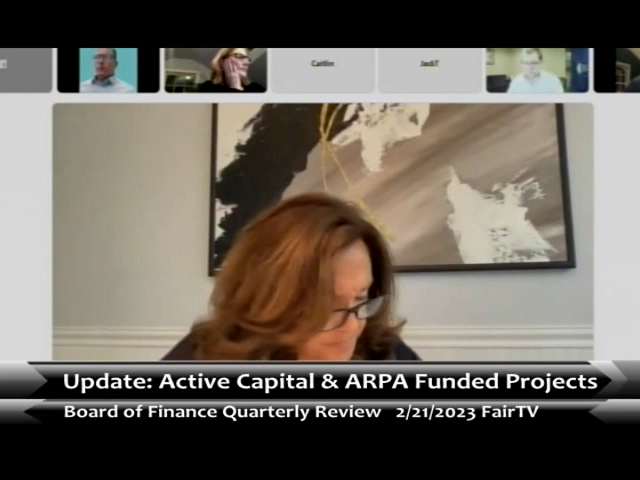 Caitlin
JackT
Update: Active Capital & ARPA Funded Projects
Board of Finance Quarterly Review 2/21/2023 FairTV